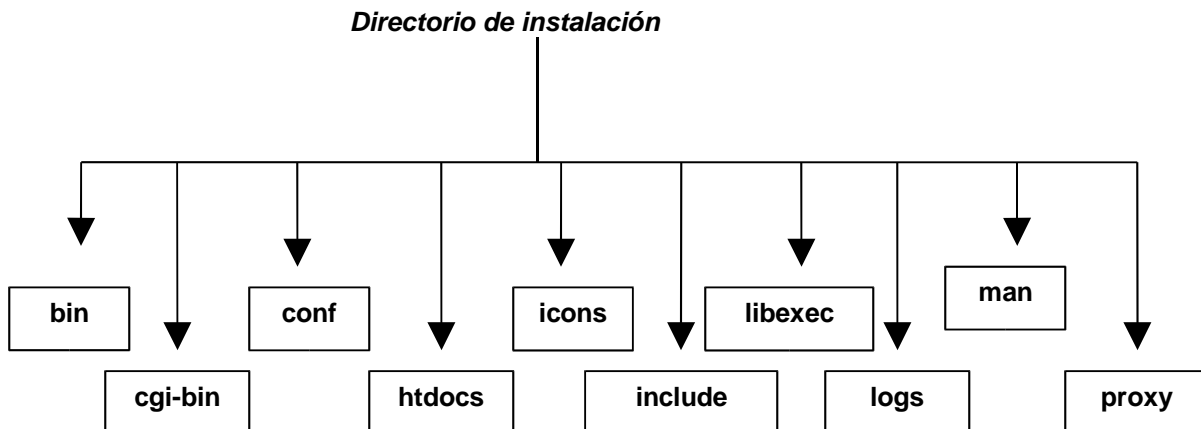 Directorio de instalación
bin
cgi-bin
conf
htdocs
icons
include
libexec
logs
man
proxy